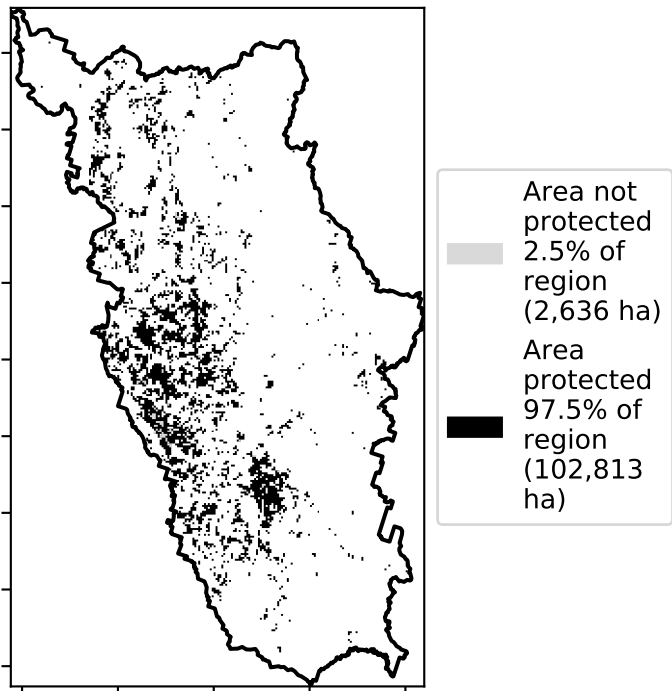 Area not
protected
2.5% of
region
(2,636 ha)
Area
protected
97.5% of
region
(102,813
ha)